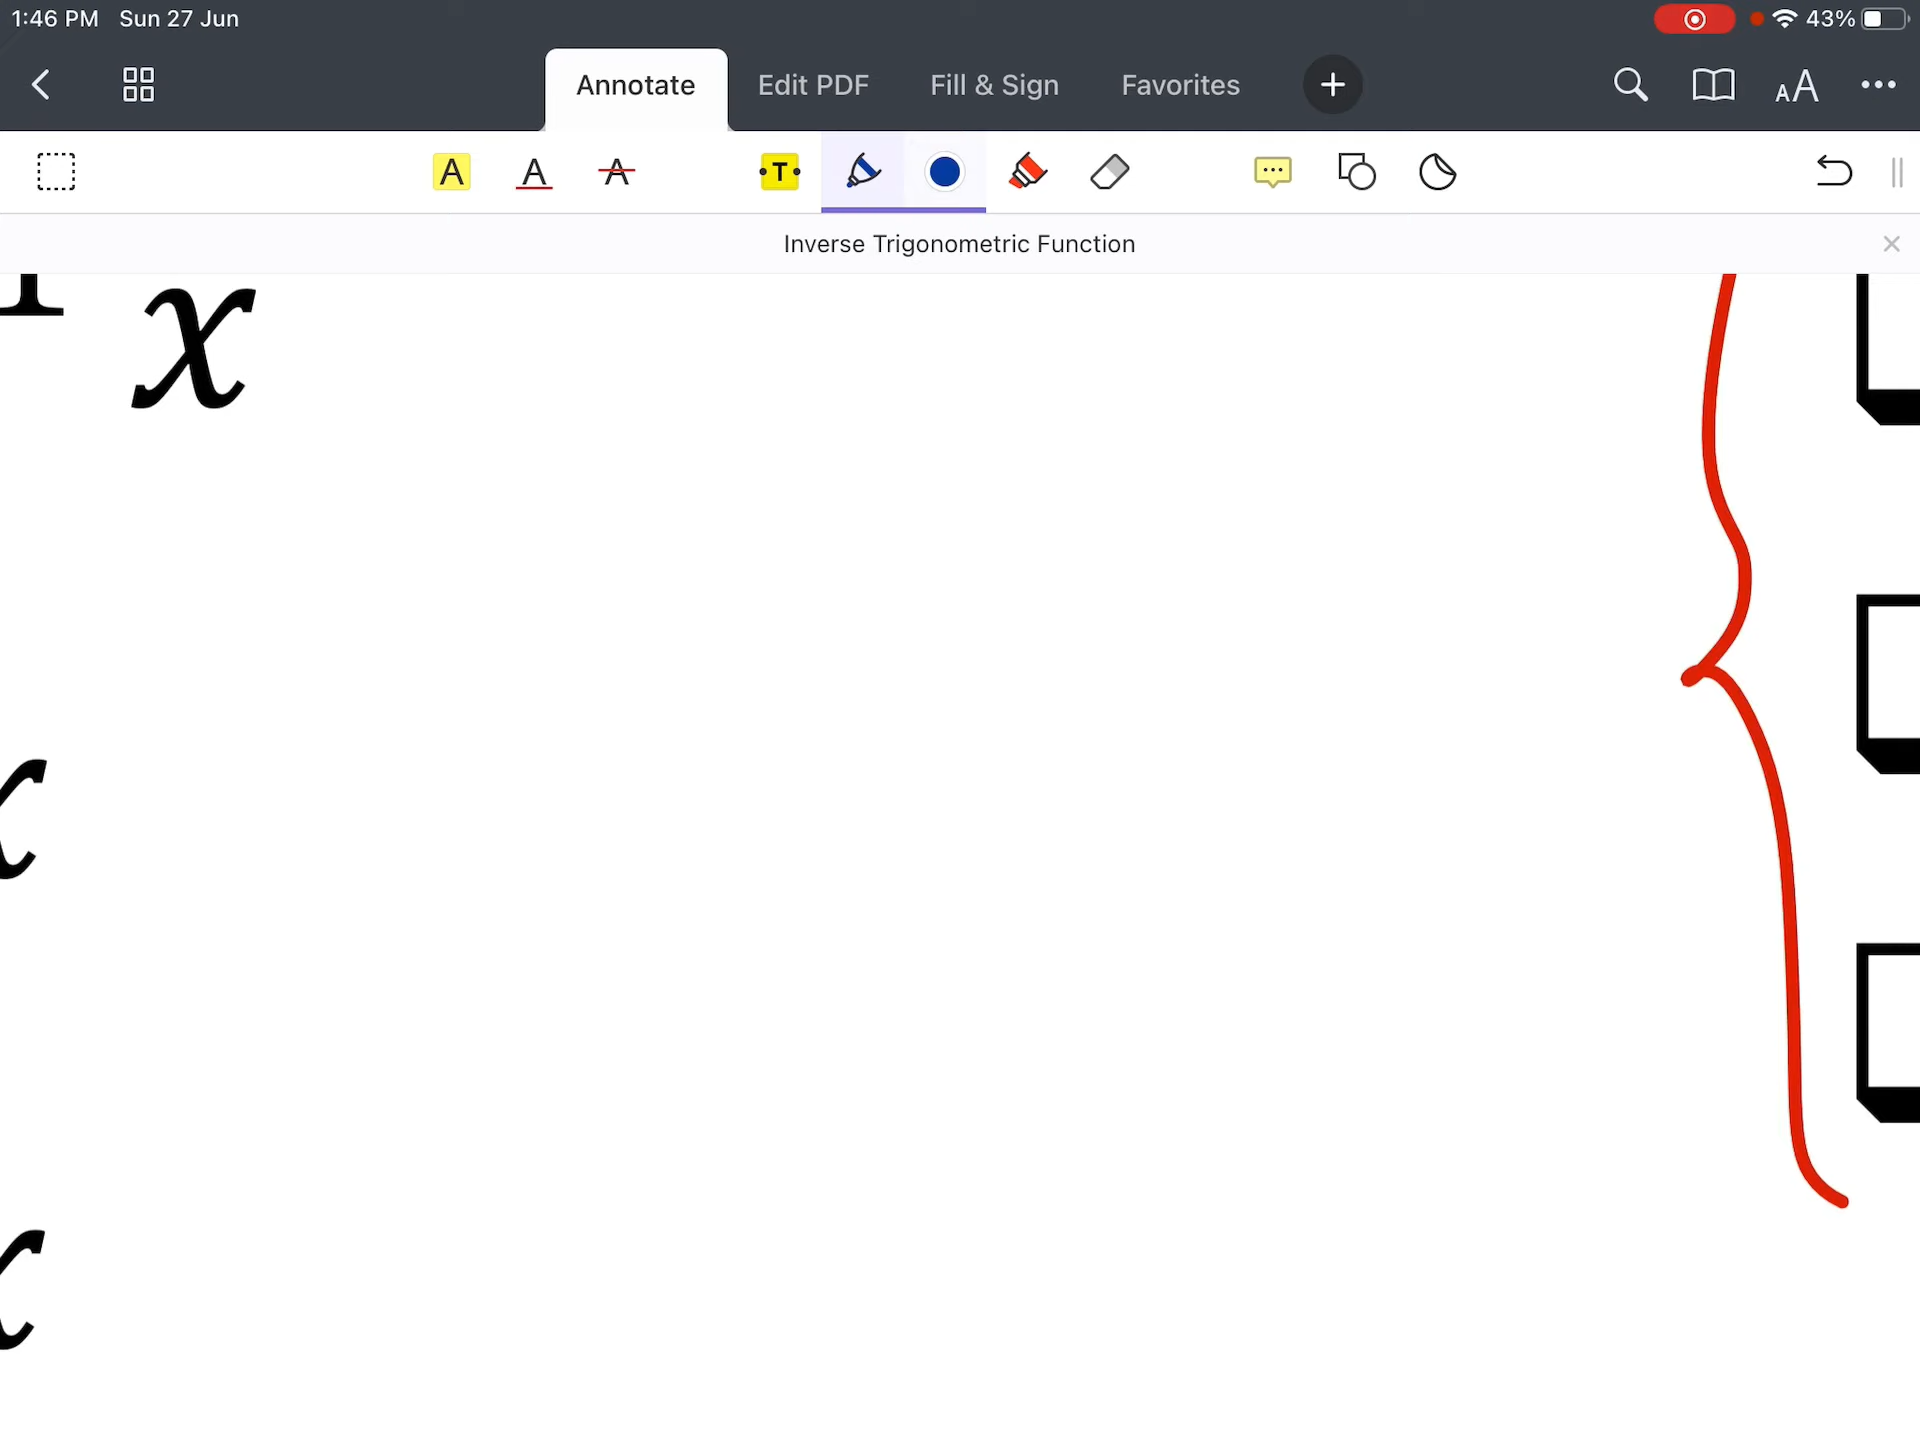 1:46 PM Sun 27 Jun 43%
Annotate Edit PDF Fill & Sign Favorites
Inverse Trigonometric Function
x
x
x